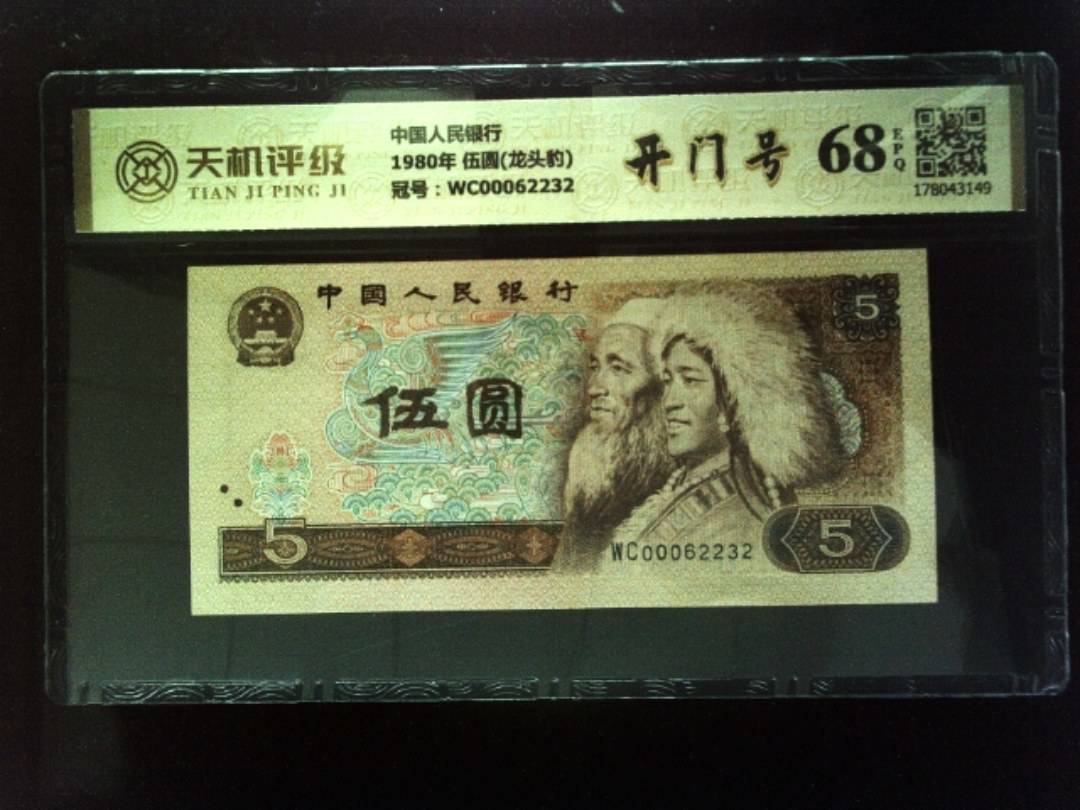 天机评级
TIAN JI PING JI
中国人民银行
1980年 伍圆(龙头豹)
冠号：WC00062232
开门号
68
EPQ
178043149
中国人民银行
5
伍圆
5
WC00062232
5